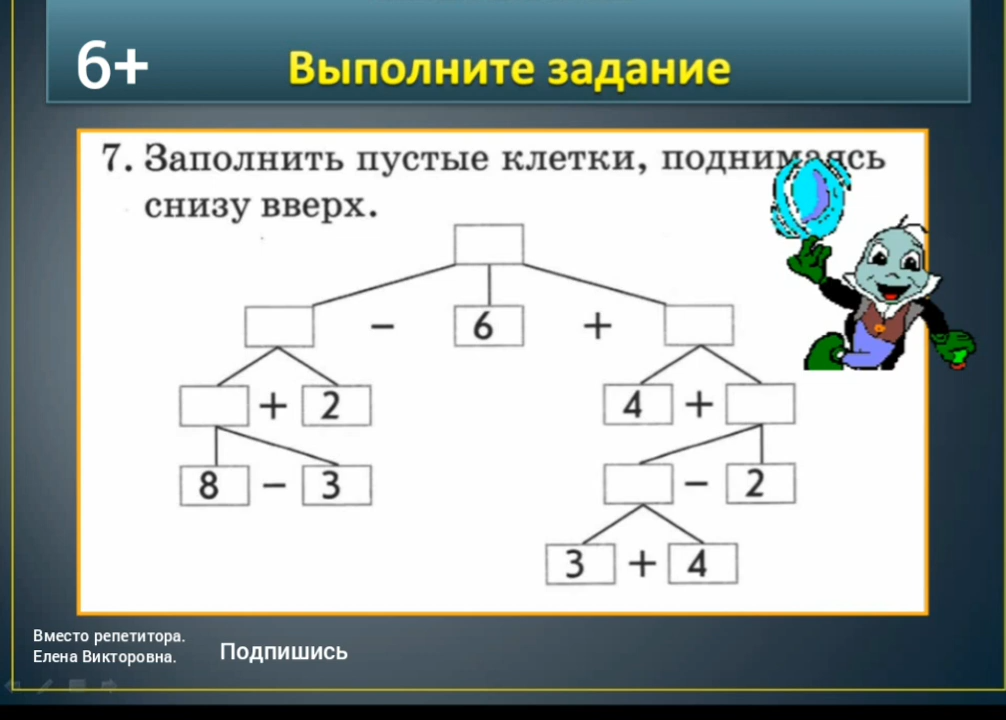 6+
Выполните задание
7. Заполнить пустые клетки, поднимаясь
снизу вверх.
− 6 +
+ 2
4 +
8 − 3
− 2
3 + 4
Вместо репетитора.
Елена Викторовна.
Подпишись